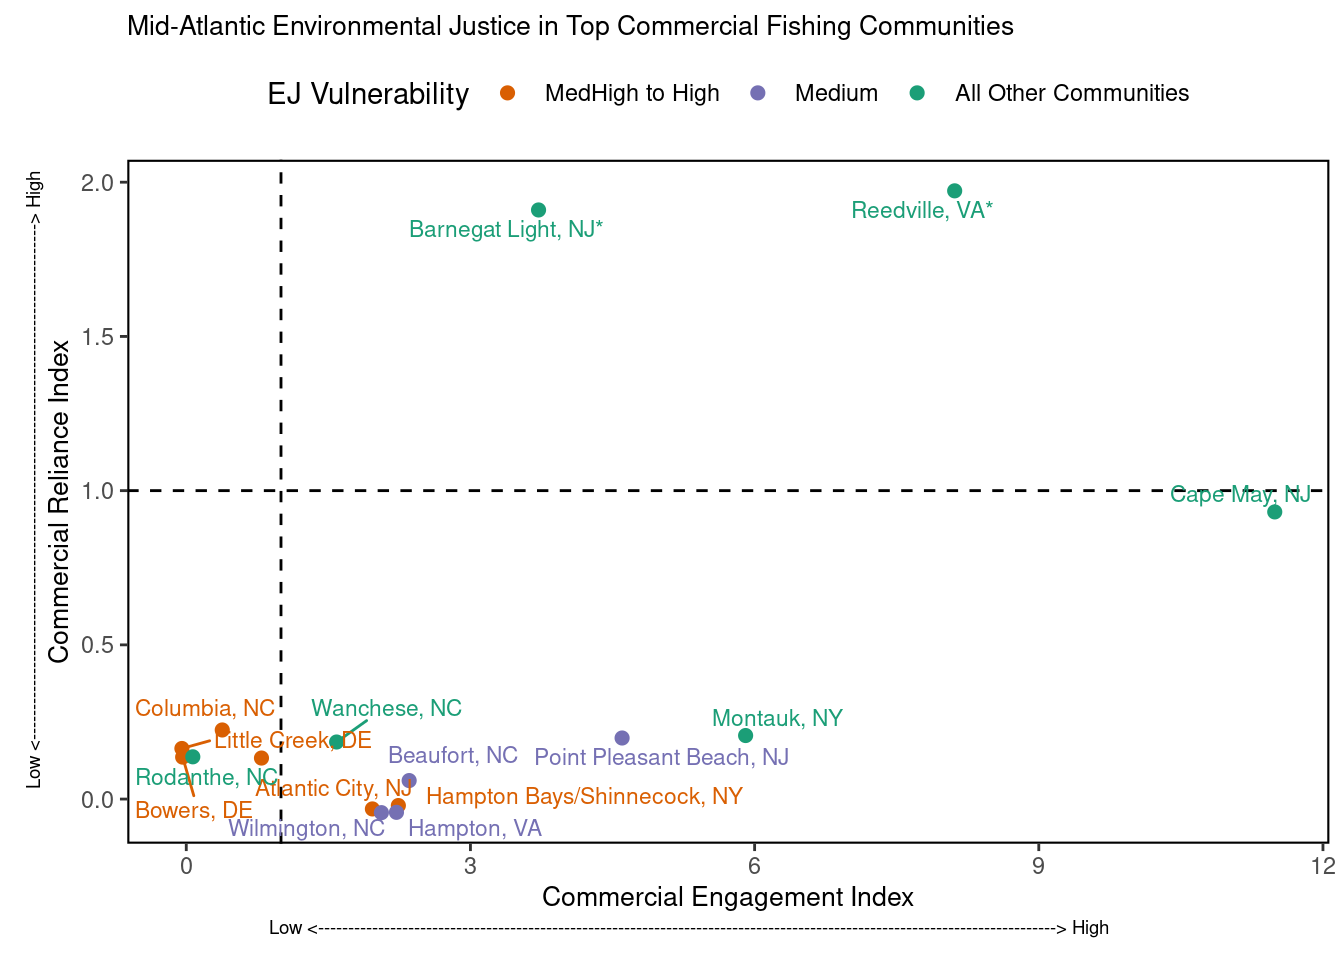 Mid-Atlantic Environmental Justice in Top Commercial Fishing Communities
EJ Vulnerability MedHigh to High Medium All Other Communities
Low <---------------------------------------------------------------> High
Commercial Reliance Index
2.0
1.5
1.0
0.5
0.0
Barnegat Light, NJ*
Reedville, VA*
Cape May, NJ
Columbia, NC
Wanchese, NC
Montauk, NY
Little Creek, DE
Beaufort, NC
Point Pleasant Beach, NJ
Rodanthe, NC
Atlantic City, NJ
Hampton Bays/Shinnecock, NY
Bowers, DE
Wilmington, NC
Hampton, VA
0 3 6 9 12
Commercial Engagement Index
Low <---------------------------------------------------------------> High